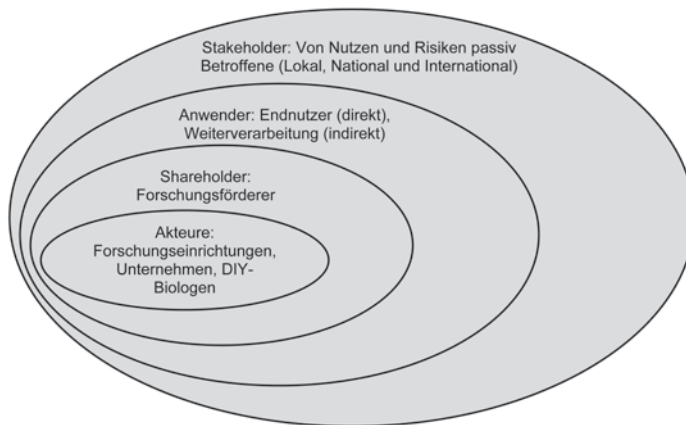 Stakeholder: Von Nutzen und Risiken passiv
Betroffene (Lokal, National und International)
Anwender: Endnutzer (direkt),
Weiterverarbeitung (indirekt)
Shareholder:
Forschungsförderer
Akteure:
Forschungseinrichtungen,
Unternehmen, DIY-
Biologen